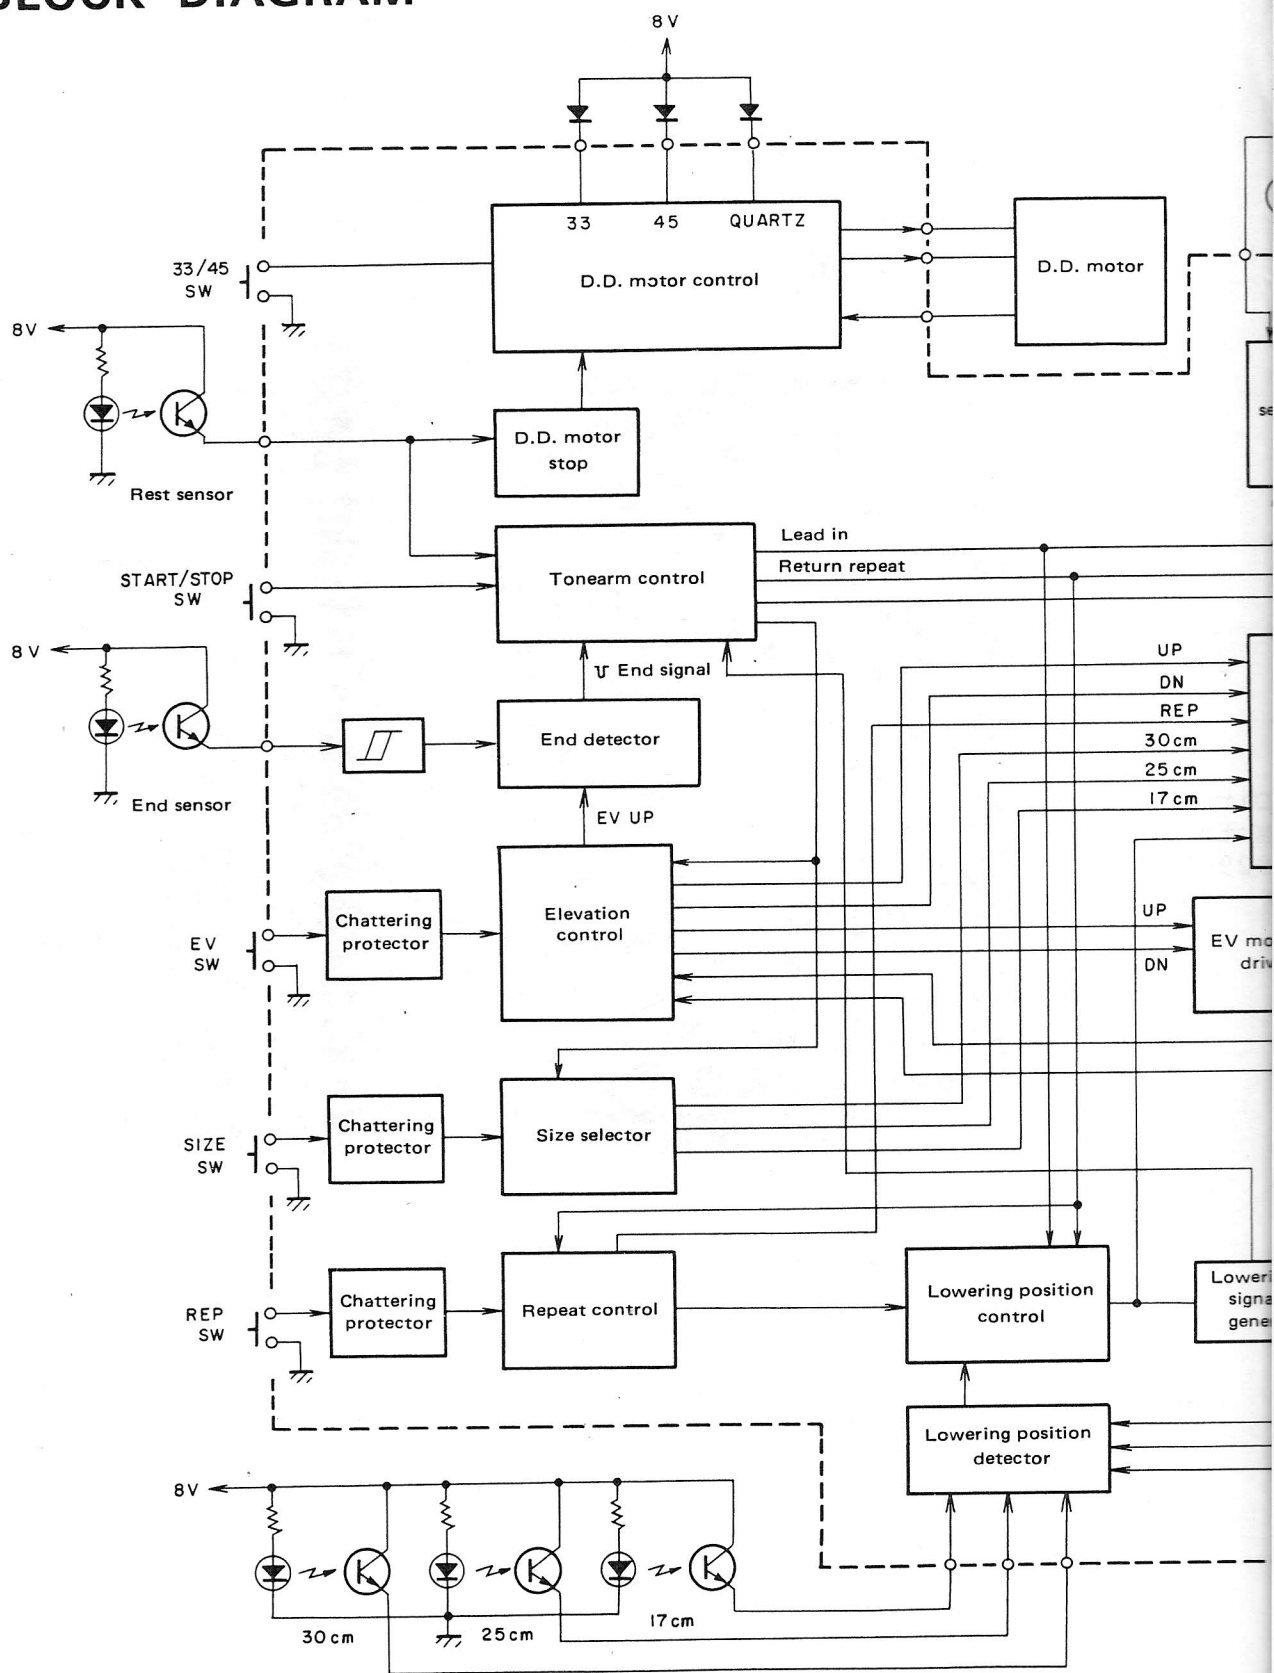 DIAGRAM
8V
33 45 QUARTZ
D.D. motor control
D.D. motor
33/45
SW
8V
Rest sensor
D.D. motor
stop
START/STOP
SW
Tonearm control
Lead in
Return repeat
8V
End sensor
End signal
End detector
EV UP
UP
DN
REP
30cm
25cm
17cm
EV
SW
Chattering
protector
Elevation
control
UP
DN
EV
SIZE
SW
Chattering
protector
Size selector
REP
SW
Chattering
protector
Repeat control
Lowering position
control
Lowering position
detector
8V
30cm
25cm
17cm